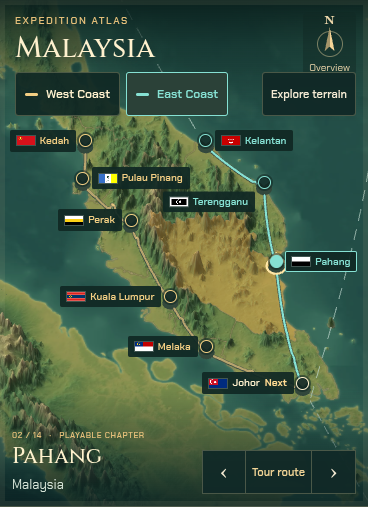 EXPEDITION ATLAS
MALAYSIA
N
Overview
West Coast
East Coast
Explore terrain
Kedah
Kelantan
Pulau Pinang
Terengganu
Perak
Pahang
Kuala Lumpur
Melaka
Johor Next
02 / 14 · PLAYABLE CHAPTER
PAHANG
Malaysia
‹ Tour route ›